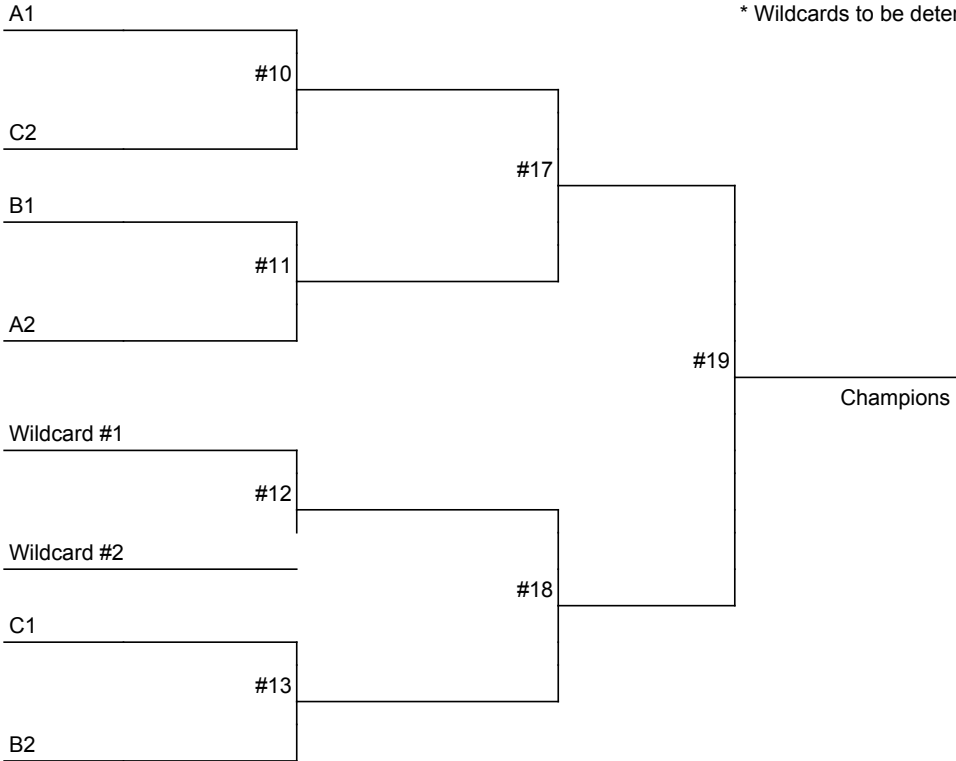 A1
* Wildcards to be
#10
C2
#17
B1
#11
A2
#19
Champions
Wildcard #1
#12
Wildcard #2
#18
C1
#13
B2